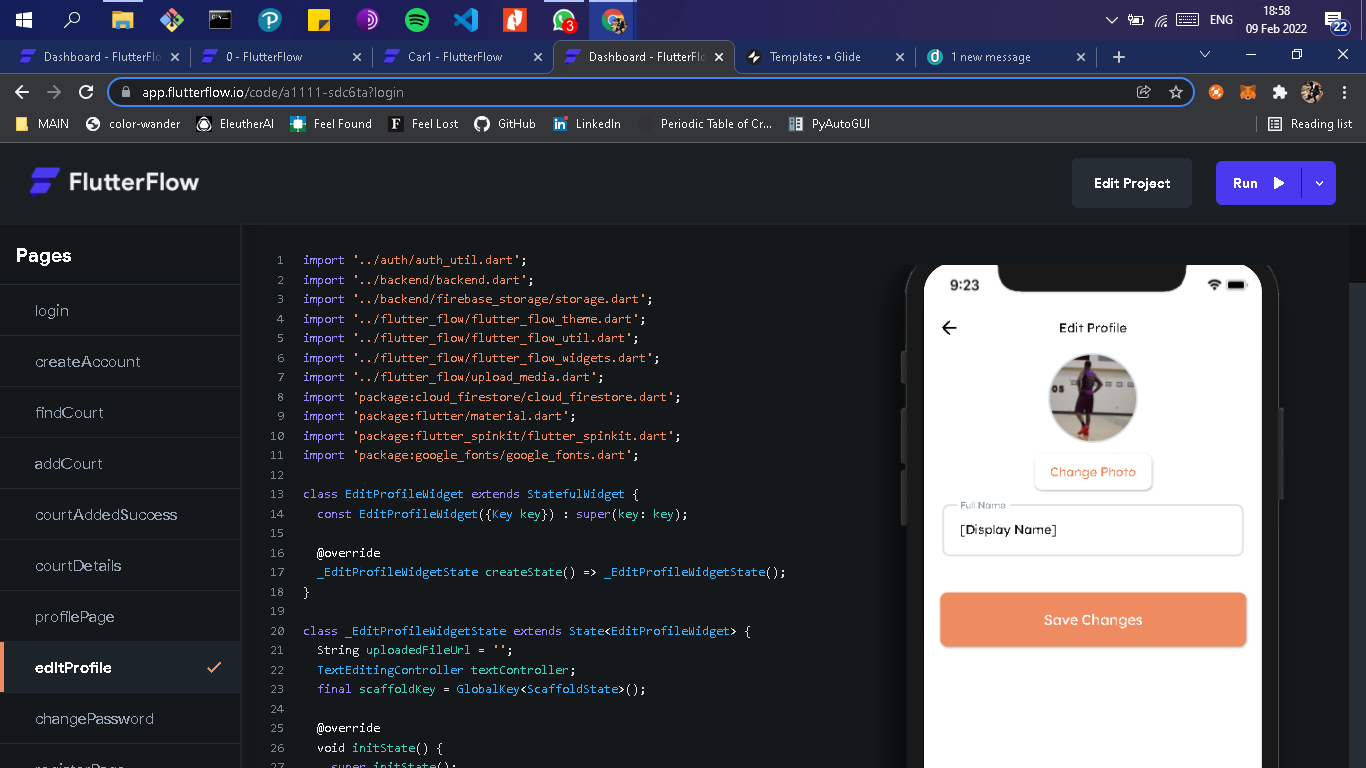 ENG
18:58
09 Feb 2022
22
3
Dashboard - FlutterFlo
0 - FlutterFlow
Car1 - FlutterFlow
Dashboard - FlutterFlo
Templates • Glide
1 new message
app.flutterflow.io/code/a1111-sdc6ta?login
MAIN
color-wander
EleutherAI
Feel Found
F
Feel Lost
GitHub
LinkedIn
Periodic Table of Cr...
PyAutoGUI
Reading list
FlutterFlow
Edit Project
Run
Pages
login
createAccount
findCourt
addCourt
courtAddedSuccess
courtDetails
profilePage
editProfile
changePassword
registerPage
1 import '../auth/auth_util.dart';
2 import '../backend/backend.dart';
3 import '../backend/firebase_storage/storage.dart';
4 import '../flutter_flow/flutter_flow_theme.dart';
5 import '../flutter_flow/flutter_flow_util.dart';
6 import '../flutter_flow/flutter_flow_widgets.dart';
7 import '../flutter_flow/upload_media.dart';
8 import 'package:cloud_firestore/cloud_firestore.dart';
9 import 'package:flutter/material.dart';
10 import 'package:flutter_spinkit/flutter_spinkit.dart';
11 import 'package:google_fonts/google_fonts.dart';
12
13 class EditProfileWidget extends StatefulWidget {
14 const EditProfileWidget({Key key}) : super(key: key);
15
16 @override
17 _EditProfileWidgetState createState() => _EditProfileWidgetState();
18 }
19
20 class _EditProfileWidgetState extends State<EditProfileWidget> {
21 String uploadedFileUrl = '';
22 TextEditingController textController;
23 final scaffoldKey = GlobalKey<ScaffoldState>();
24
25 @override
26 void initState() {
27 super.initState();
9:23
Edit Profile
OS
Change Photo
Full Name
[Display Name]
Save Changes